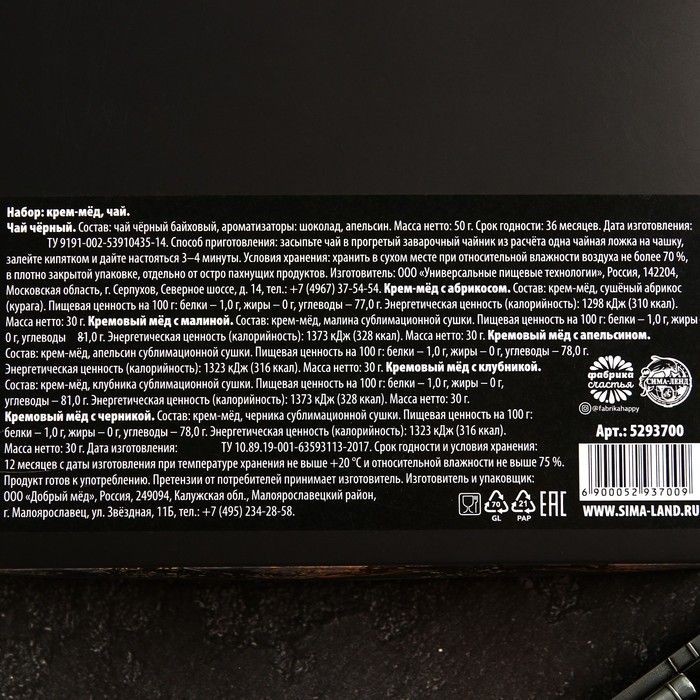 Набор: крем-мёд, чай.
Чай чёрный. Состав: чай чёрный байховый, ароматизаторы: шоколад, апельсин. Масса нетто: 50 г. Срок годности: 36 месяцев. Дата изготовления:
ТУ 9191-002-53910435-14. Способ приготовления: засыпьте чай в прогретый заварочный чайник из расчёта одна чайная ложка на чашку,
залейте кипятком и дайте настояться 3–4 минуты. Условия хранения: хранить в сухом месте при относительной влажности воздуха не более 70 %,
в плотно закрытой упаковке, отдельно от остро пахнущих продуктов. Изготовитель: ООО «Универсальные пищевые технологии», Россия, 142204,
Московская область, г. Серпухов, Северное шоссе, д. 14, тел.: +7 (4967) 37-54-54. Крем-мёд с абрикосом. Состав: крем-мёд, сушёный абрикос
(курага). Пищевая ценность на 100 г: белки – 1,0 г, жиры – 0 г, углеводы – 77,0 г. Энергетическая ценность (калорийность): 1298 кДж (310 ккал).
Масса нетто: 30 г. Кремовый мёд с малиной. Состав: крем-мёд, малина сублимационной сушки. Пищевая ценность на 100 г: белки – 1,0 г, жиры
0 г, углеводы 81,0 г. Энергетическая ценность (калорийность): 1373 кДж (328 ккал). Масса нетто: 30 г. Кремовый мёд с апельсином.
Состав: крем-мёд, апельсин сублимационной сушки. Пищевая ценность на 100 г: белки – 1,0 г, жиры – 0 г, углеводы – 78,0 г.
Энергетическая ценность (калорийность): 1323 кДж (316 ккал). Масса нетто: 30 г. Кремовый мёд с клубникой.
Состав: крем-мёд, клубника сублимационной сушки. Пищевая ценность на 100 г: белки – 1,0 г, жиры – 0 г,
углеводы – 81,0 г. Энергетическая ценность (калорийность): 1373 кДж (328 ккал). Масса нетто: 30 г.
Кремовый мёд с черникой. Состав: крем-мёд, черника сублимационной сушки. Пищевая ценность на 100 г:
белки – 1,0 г, жиры – 0 г, углеводы – 78,0 г. Энергетическая ценность (калорийность): 1323 кДж (316 ккал).
Масса нетто: 30 г. Дата изготовления: ТУ 10.89.19-001-63593113-2017. Срок годности и условия хранения:
12 месяцев с даты изготовления при температуре хранения не выше +20 °C и относительной влажности не выше 75 %.
Продукт готов к употреблению. Претензии от потребителей принимает изготовитель. Изготовитель и упаковщик:
ООО «Добрый мёд», Россия, 249094, Калужская обл., Малоярославецкий район,
г. Малоярославец, ул. Звёздная, 11Б, тел.: +7 (495) 234-28-58.
фабрика
счастья
@fabrikahappy
СИМА-ЛЕНД
Арт.: 5293700
6 900052 937009
WWW.SIMA-LAND.RU
70
GL
21
PAP
EAC